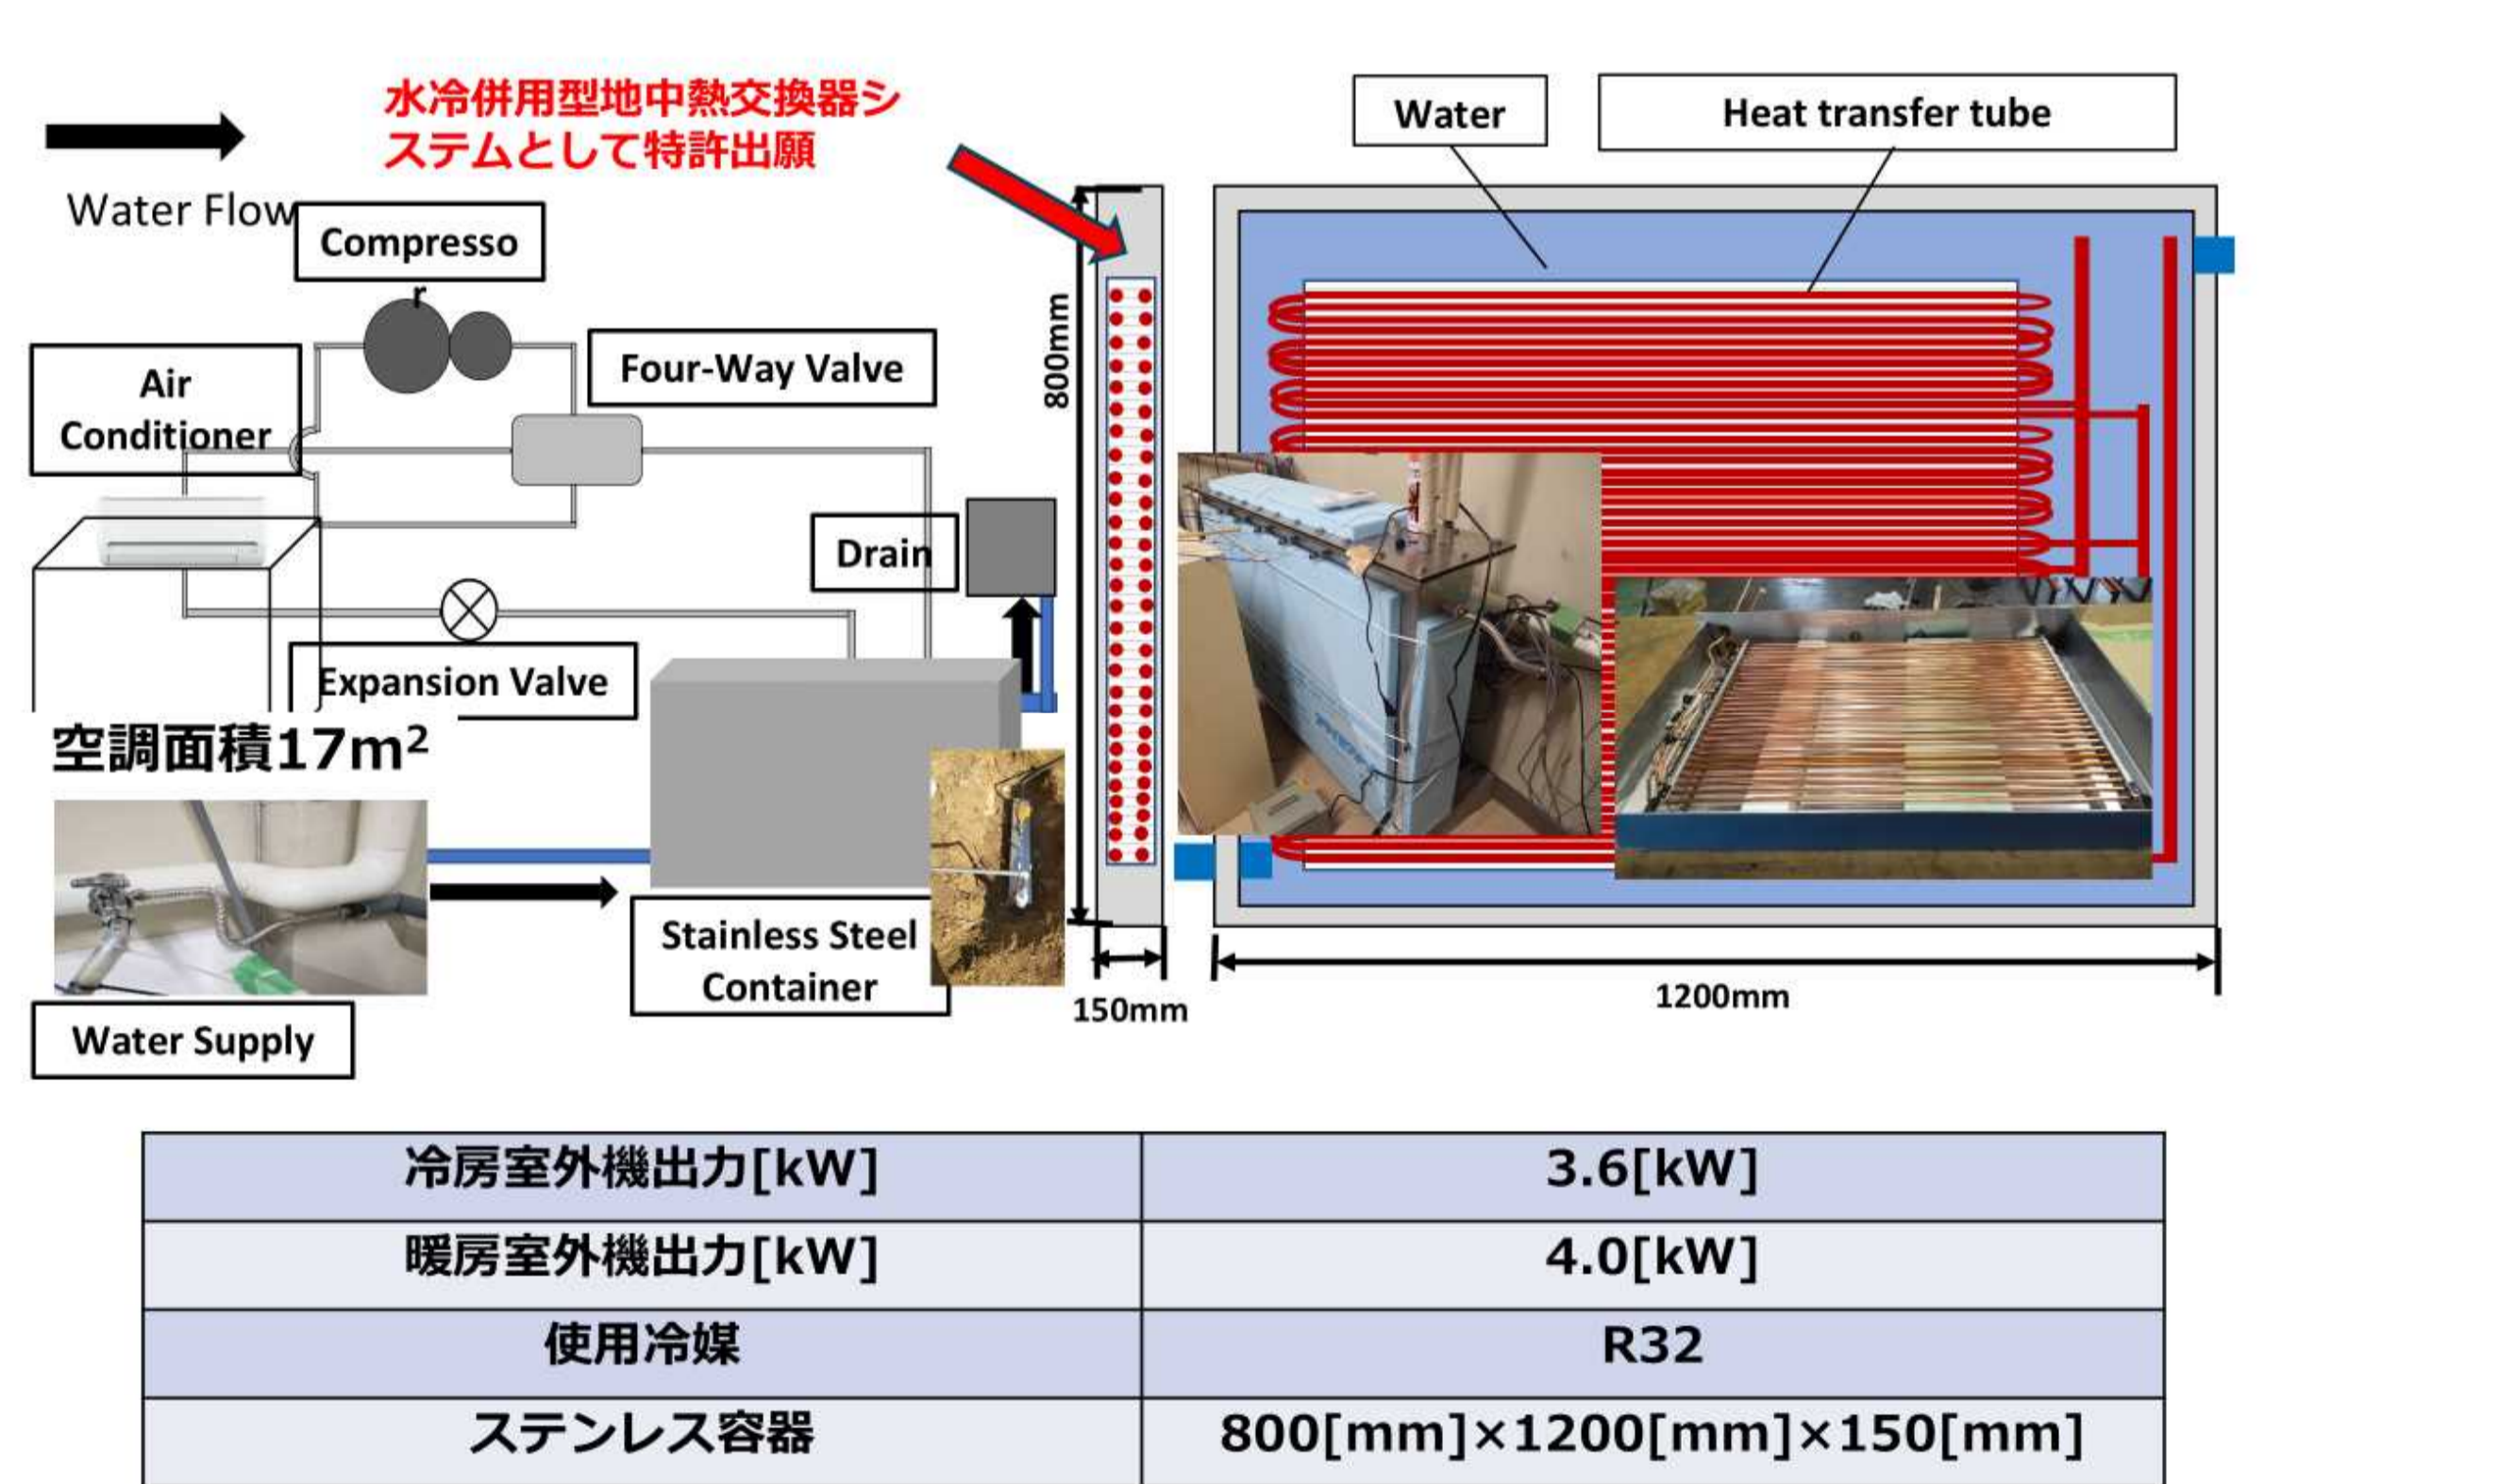 水冷併用型地中熱交換器シ
ステムとして特許出願
Water
Heat transfer tube
Water Flow
Compresso
r
Air
Conditioner
Four-Way Valve
800mm
Drain
Expansion Valve
空調面積17m²
Stainless Steel
Container
150mm
1200mm
Water Supply
冷房室外機出力[kW]
3.6[kW]
暖房室外機出力[kW]
4.0[kW]
使用冷媒
R32
ステンレス容器
800[mm]×1200[mm]×150[mm]